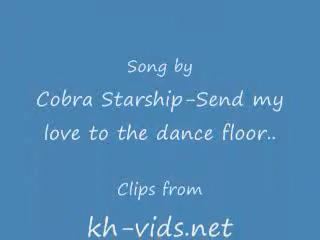 Song by
Cobra Starship-Send my
love to the dance floor..
Clips from
kh-vids.net